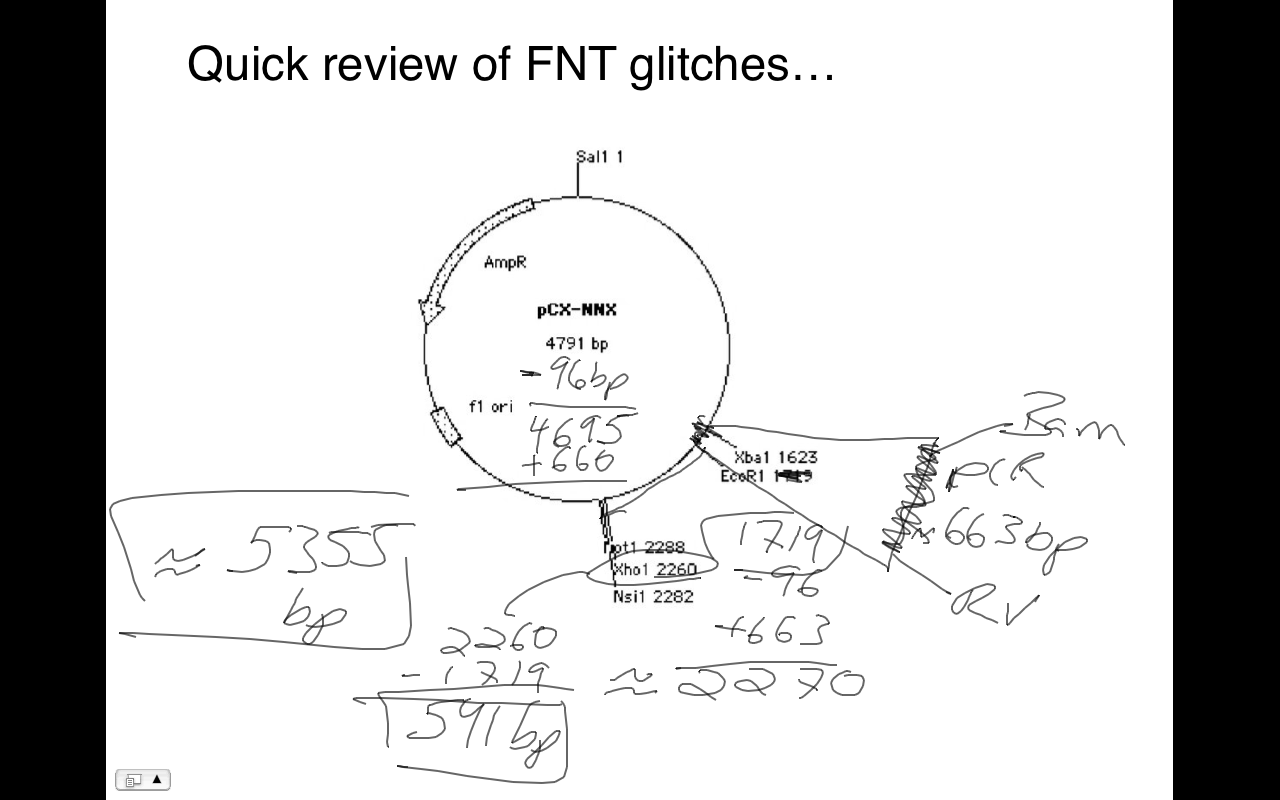 Quick review of FNT glitches…
Sal1 1
AmpR
pCX-NNX
4791 bp
- 96bp
f1 ori
4695
+660
≈ 5355
bp
Xba1 1623
EcoR1
Bam
PCR
≈ 663bp
RV
Not1 2288
Xho1 2260
Nsi1 2282
1719
- 96
+663
≈ 2270
2260
- 1719
541bp